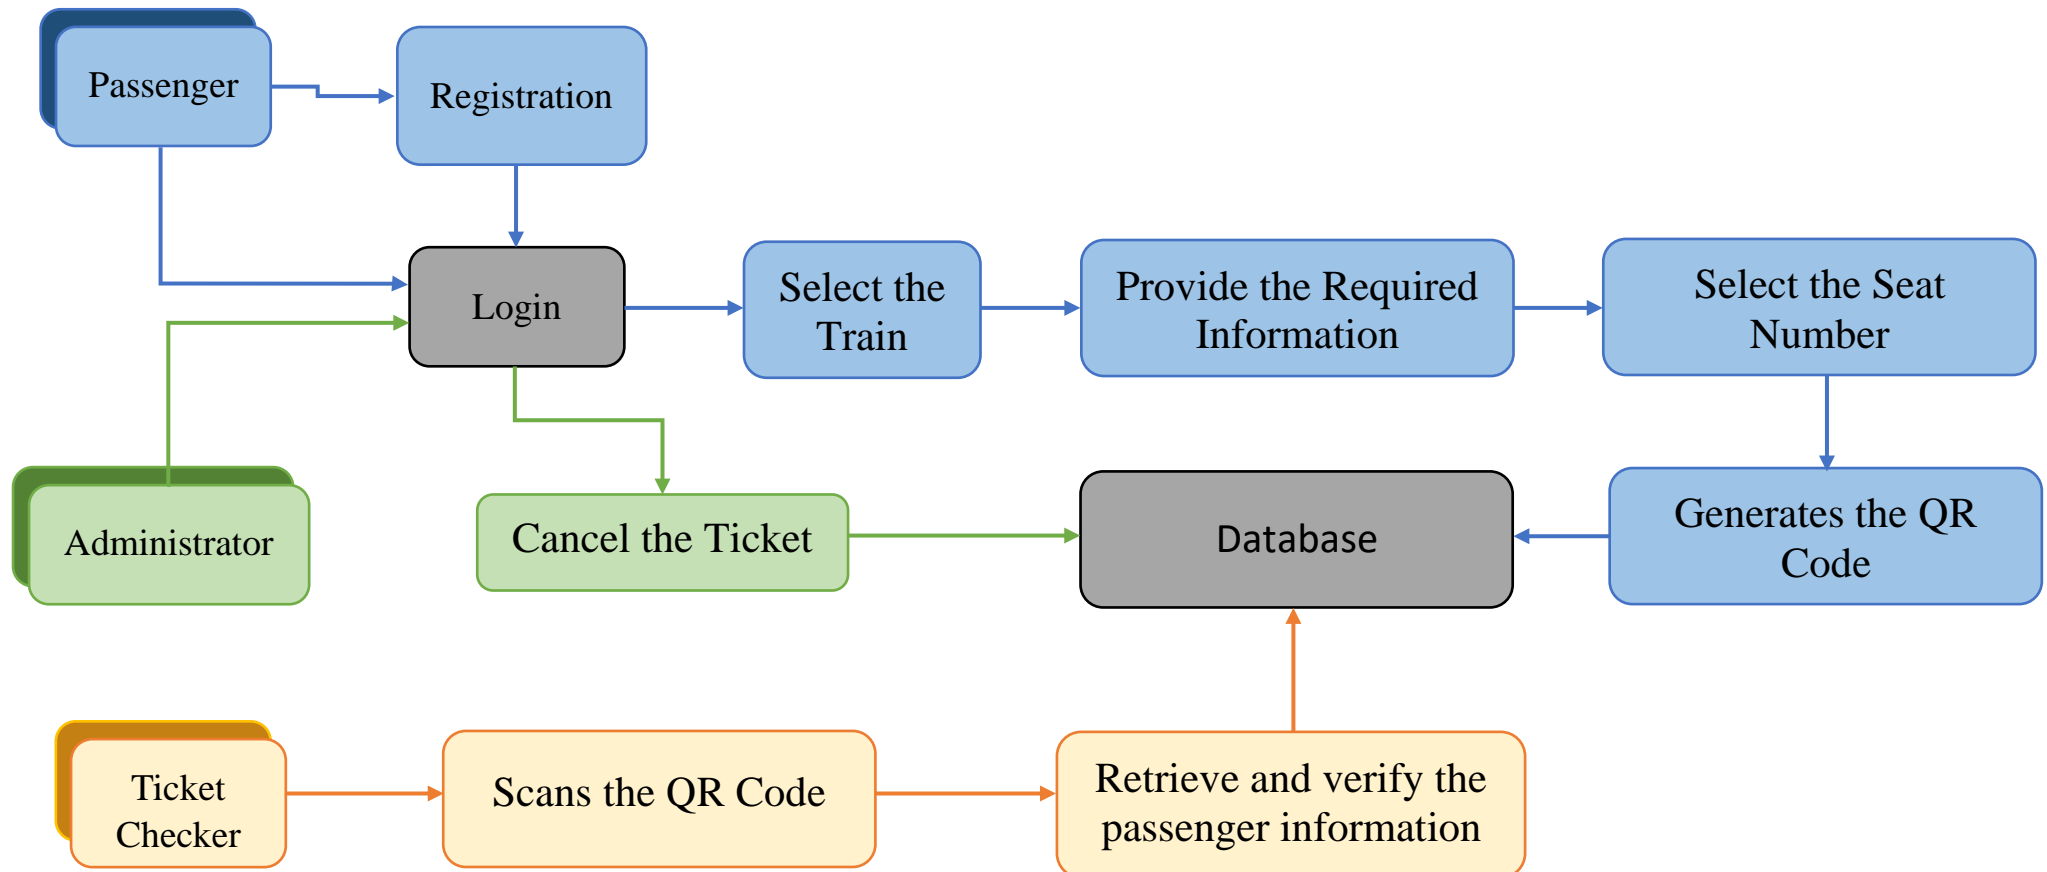 Passenger
Registration
Login
Select the
Train
Provide the Required
Information
Select the Seat
Number
Administrator
Cancel the Ticket
Database
Generates the QR
Code
Ticket
Checker
Scans the QR Code
Retrieve and verify the
passenger information